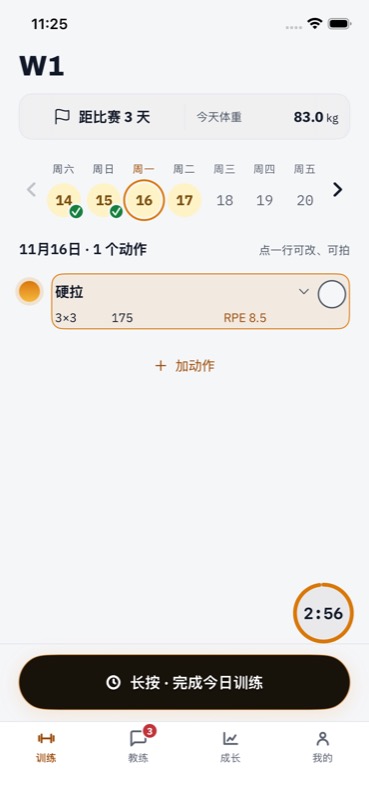 11:25
W1
距比赛 3 天 今天体重 83.0 kg
周六 周日 周一 周二 周三 周四 周五
14 15 16 17 18 19 20
11月16日 · 1 个动作 点一行可改、可拍
硬拉
3×3 175 RPE 8.5
+ 加动作
2:56
长按 · 完成今日训练
3
训练 教练 成长 我的